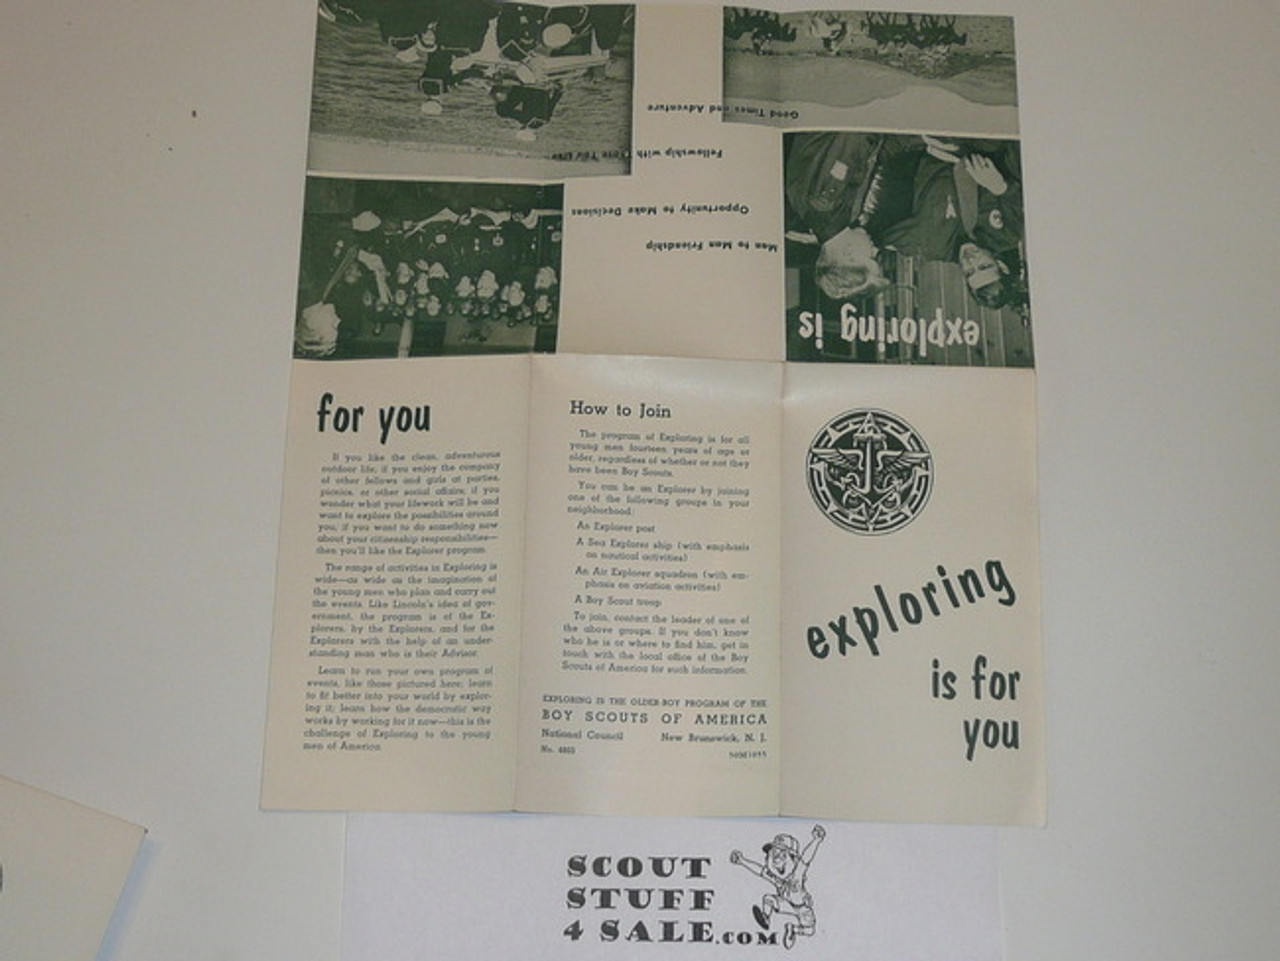 Good Times and Adventure
Fellowship with Those You Like
Opportunity to Make Decisions
Man to Man Friendship
exploring is
for you
If you like the clean, adventurous
outdoor life; if you enjoy the company
of other fellows and girls at parties,
picnics, or other social affairs; if you
wonder what your lifework will be and
want to explore the possibilities around
you; if you want to do something now
about your citizenship responsibilities—
then you'll like the Explorer program.
The range of activities in Exploring is
wide—as wide as the imagination of
the young men who plan and carry out
the events. Like Lincoln's idea of gov-
ernment, the program is of the Ex-
plorers, by the Explorers, and for the
Explorers with the help of an under-
standing man who is their Advisor.
Learn to run your own program of
events, like those pictured here; learn
to fit better into your world by explor-
ing it; learn how the democratic way
works by working for it now—this is the
challenge of Exploring to the young
men of America.
How to Join
The program of Exploring is for all
young men fourteen years of age or
older, regardless of whether or not they
have been Boy Scouts.
You can be an Explorer by joining
one of the following groups in your
neighborhood:
An Explorer post
A Sea Explorer ship (with emphasis
on nautical activities)
An Air Explorer squadron (with em-
phasis on aviation activities)
A Boy Scout troop
To join, contact the leader of one of
the above groups. If you don't know
who he is or where to find him, get in
touch with the local office of the Boy
Scouts of America for such information.
EXPLORING IS THE OLDER-BOY PROGRAM OF THE
BOY SCOUTS OF AMERICA
National Council New Brunswick, N. J.
No. 4803 50M1055
exploring
is for
you
SCOUT
STUFF
4 SALE.COM